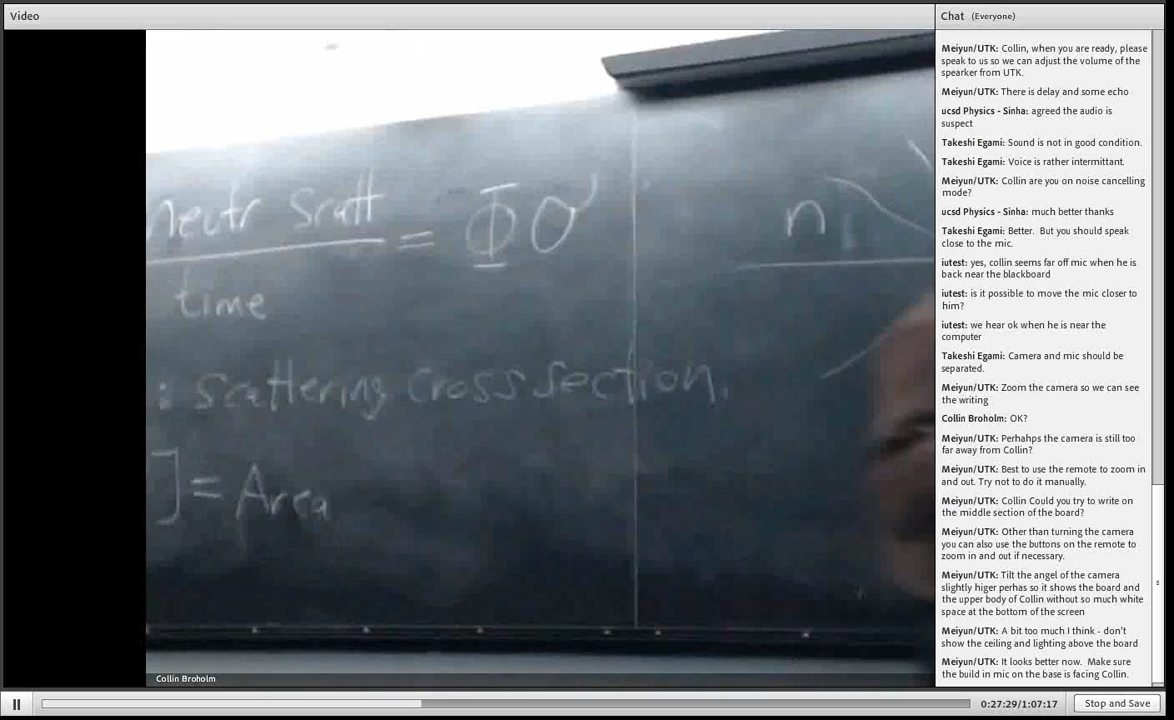 Video
neutr Scatt
= Φσ
time
: Scattering Cross section.
] = Area
n
Collin Broholm
Chat (Everyone)
Meiyun/UTK: Collin, when you are ready, please
speak to us so we can adjust the volume of the
spearker from UTK.
Meiyun/UTK: There is delay and some echo
ucsd Physics - Sinha: agreed the audio is
suspect
Takeshi Egami: Sound is not in good condition.
Takeshi Egami: Voice is rather intermittant.
Meiyun/UTK: Collin are you on noise cancelling
mode?
ucsd Physics - Sinha: much better thanks
Takeshi Egami: Better. But you should speak
close to the mic.
iutest: yes, collin seems far off mic when he is
back near the blackboard
iutest: is it possible to move the mic closer to
him?
iutest: we hear ok when he is near the
computer
Takeshi Egami: Camera and mic should be
separated.
Meiyun/UTK: Zoom the camera so we can see
the writing
Collin Broholm: OK?
Meiyun/UTK: Perhahps the camera is still too
far away from Collin?
Meiyun/UTK: Best to use the remote to zoom in
and out. Try not to do it manually.
Meiyun/UTK: Collin Could you try to write on
the middle section of the board?
Meiyun/UTK: Other than turning the camera
you can also use the buttons on the remote to
zoom in and out if necessary.
Meiyun/UTK: Tilt the angel of the camera
slightly higer perhas so it shows the board and
the upper body of Collin without so much white
space at the bottom of the screen
Meiyun/UTK: A bit too much I think - don't
show the ceiling and lighting above the board
Meiyun/UTK: It looks better now. Make sure
the build in mic on the base is facing Collin.
0:27:29/1:07:17
Stop and Save